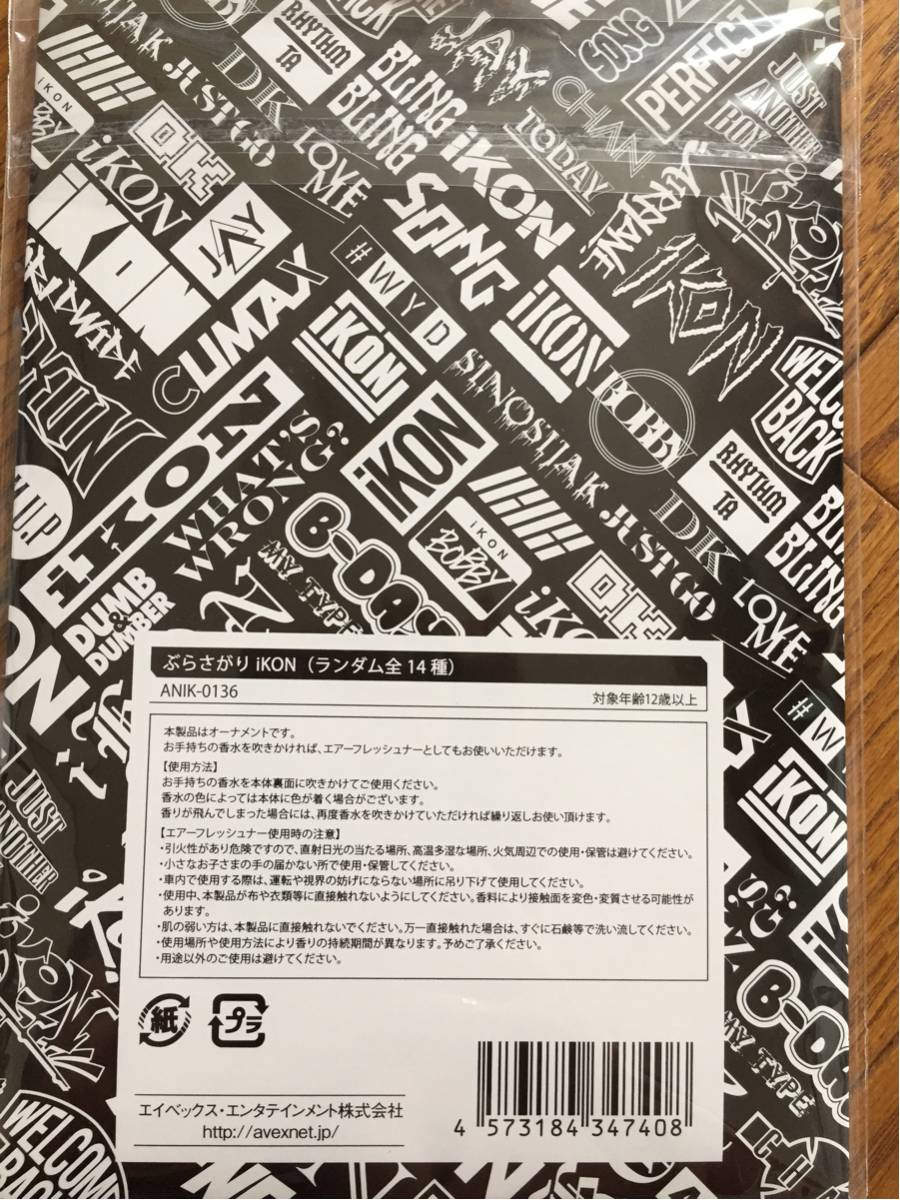 RHYTHM TA
JAY
SONG
PERFECT
JUST ANOTHER BOY
BLING BLING
CHAN
TODAY
AIRPLANE
iKON
BOBBY
JUST GO
DK
LOVE ME
iKON
iKON
SONG
iKON
iKON
JAY
CLIMAX
#WYD
iKON
iKON
SINOSIJAK
BOBBY
WELCOME BACK
RHYTHM TA
iKON
WHAT'S WRONG?
iKON
iKON
BOBBY
JUST GO
DK
BLING BLING
DUMB & DUMBER
B-DAY
MY TYPE
iKON
LOVE ME
ぶらさがり iKON（ランダム全14種）
ANIK-0136
対象年齢12歳以上
本製品はオーナメントです。
お手持ちの香水を吹きかければ、エアーフレッシュナーとしてもお使いいただけます。
【使用方法】
お手持ちの香水を本体裏面に吹きかけてご使用ください。
香水の色によっては本体に色が着く場合がございます。
香りが飛んでしまった場合には、再度香水を吹きかけていただければ繰り返しお使い頂けます。
【エアーフレッシュナー使用時の注意】
・引火性があり危険ですので、直射日光の当たる場所、高温多湿な場所、火気周辺での使用・保管は避けてください。
・小さなお子さまの手の届かない所で使用・保管してください。
・車内で使用する際は、運転や視界の妨げにならない場所に吊り下げて使用してください。
・使用中、本製品が布や衣類等に直接触れないようにしてください。香料により接触面を変色・変質させる可能性が
あります。
・肌の弱い方は、本製品に直接触れないでください。万一直接触れた場合は、すぐに石鹸等で洗い流してください。
・使用場所や使用方法により香りの持続期間が異なります。予めご了承ください。
・用途以外のご使用は避けてください。
#W
iKON
JUST ANOTHER
B-DA
MY TYPE
紙
プラ
エイベックス・エンタテインメント株式会社
http://avexnet.jp/
4 573184 347408
WELCOME BACK